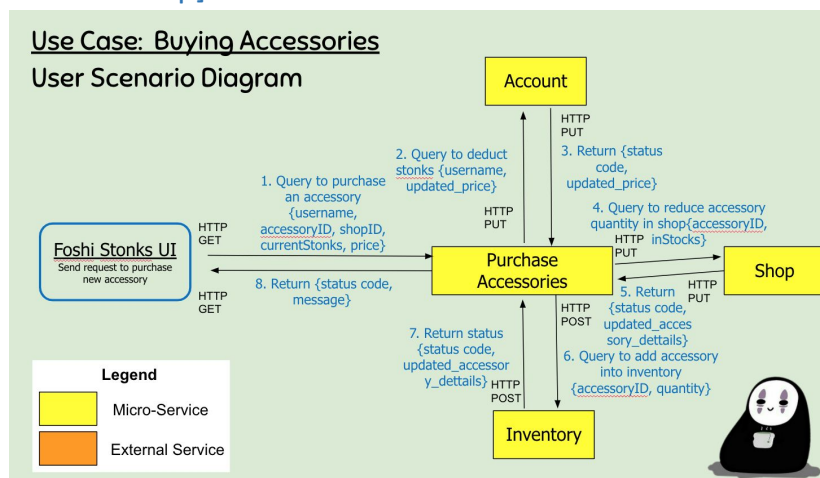 Use Case: Buying Accessories
User Scenario Diagram
Account
HTTP
PUT
2. Query to deduct
stonks {username,
updated_price}
3. Return {status
code,
updated_price}
1. Query to purchase
an accessory
{username,
accessoryID, shopID,
currentStonks, price}
HTTP
PUT
4. Query to reduce accessory
quantity in shop{accessoryID,
inStocks}
HTTP
GET
HTTP
PUT
Foshi Stonks UI
Send request to purchase
new accessory
Purchase
Accessories
Shop
8. Return {status code,
message}
HTTP
GET
HTTP
PUT
5. Return
{status code,
updated_acces
sory_dettails}
HTTP
POST
7. Return status
{status code,
updated_accessor
y_dettails}
HTTP
POST
6. Query to add accessory
into inventory
{accessoryID, quantity}
Inventory
Legend
Micro-Service
External Service